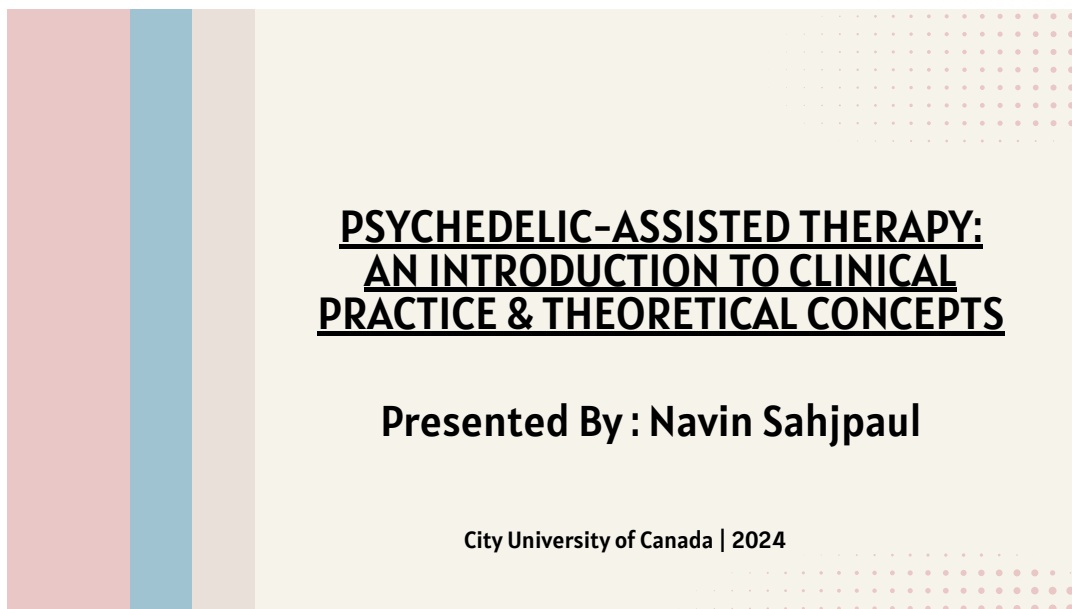 PSYCHEDELIC-ASSISTED THERAPY:
AN INTRODUCTION TO CLINICAL
PRACTICE & THEORETICAL CONCEPTS
Presented By : Navin Sahjpaul
City University of Canada | 2024